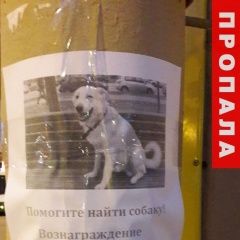 ПРОПАЛА
Помогите найти собаку!
Вознаграждение